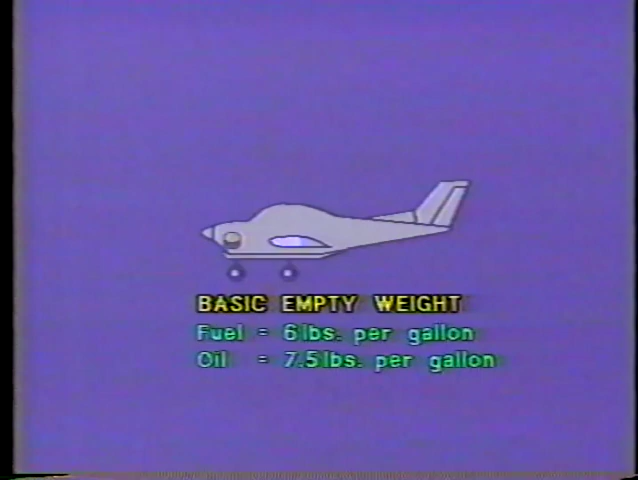 BASIC EMPTY WEIGHT
Fuel = 6 lbs. per gallon
Oil = 7.5 lbs. per gallon